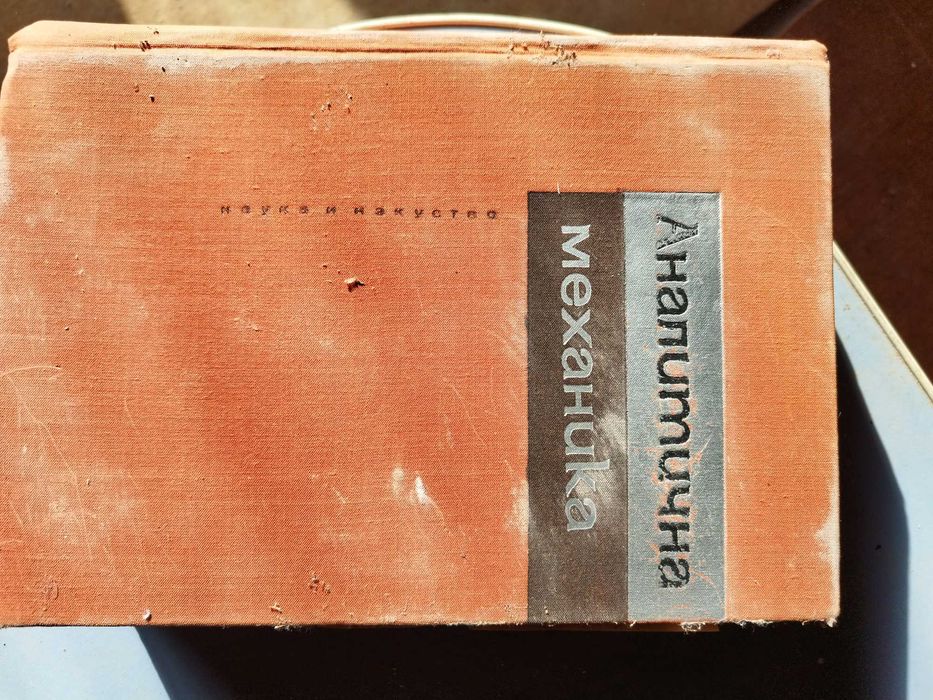 Аналитична
механика
наука и изкуство